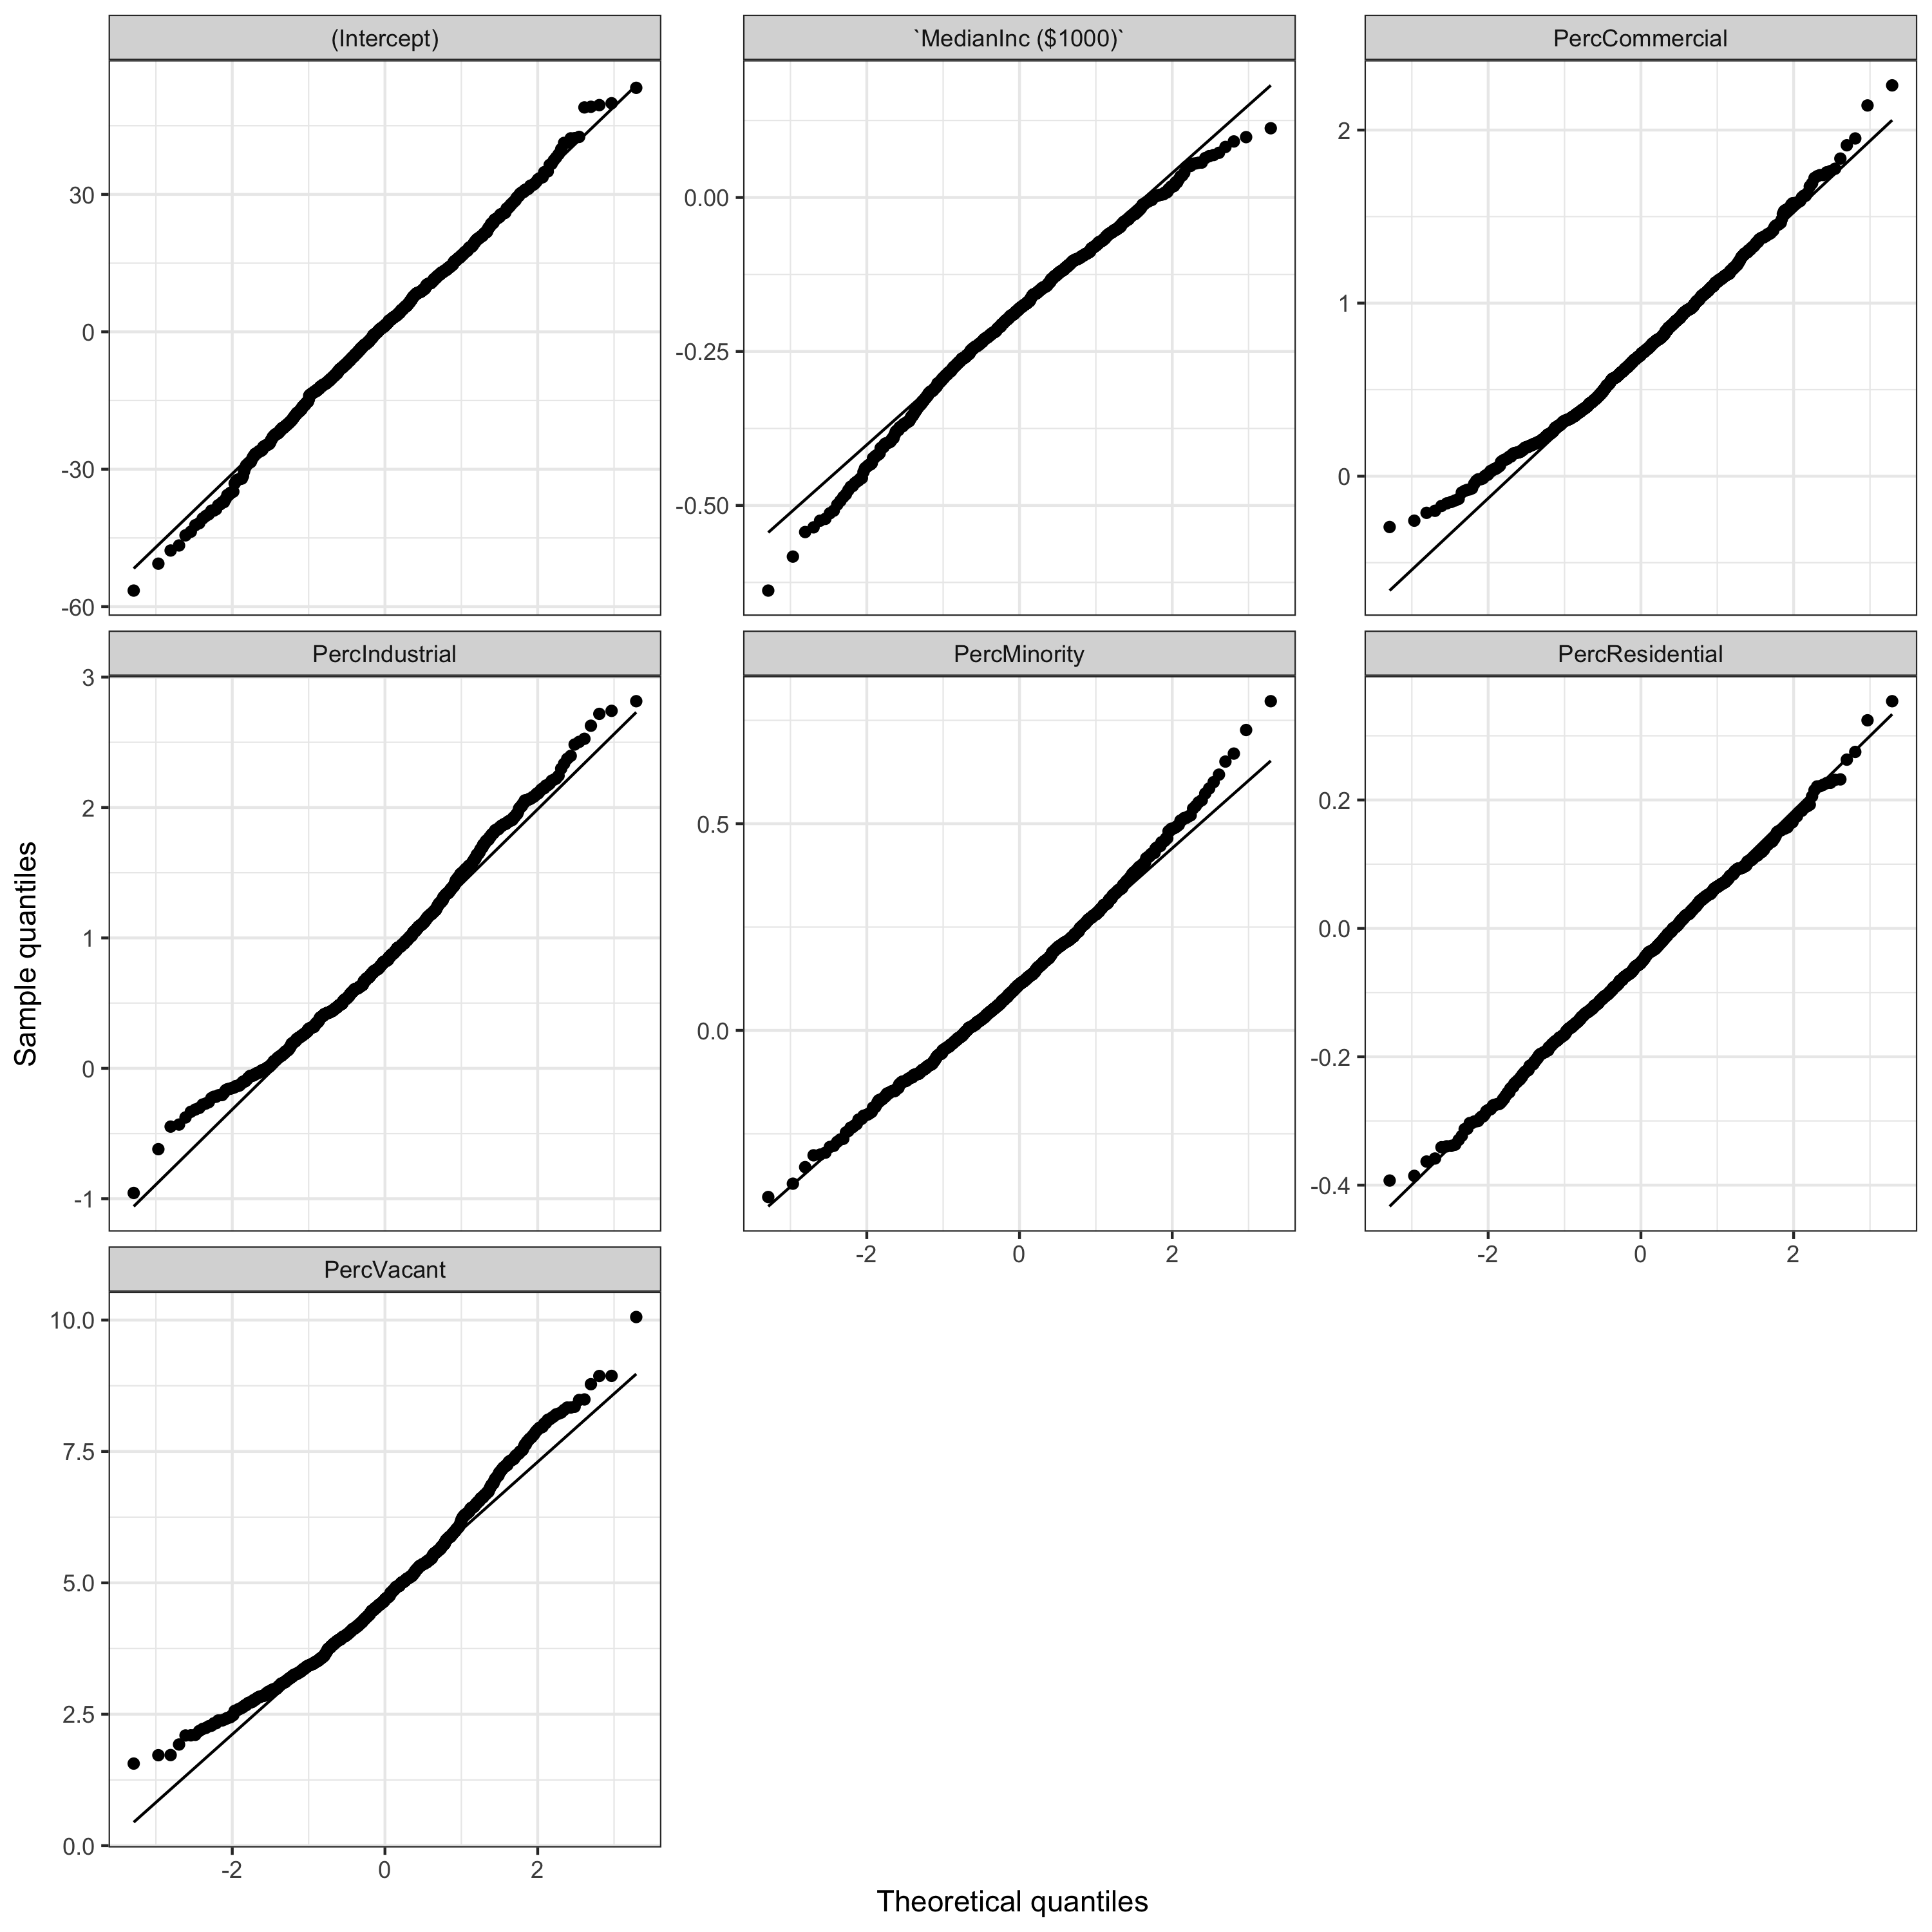 (Intercept)
`MedianInc ($1000)`
PercCommercial
30
0
-30
-60
0.00
-0.25
-0.50
2
1
0
PercIndustrial
PercMinority
PercResidential
3
2
1
0
-1
0.5
0.0
0.2
0.0
-0.2
-0.4
-2 0 2
-2 0 2
PercVacant
10.0
7.5
5.0
2.5
0.0
-2 0 2
Sample quantiles
Theoretical quantiles